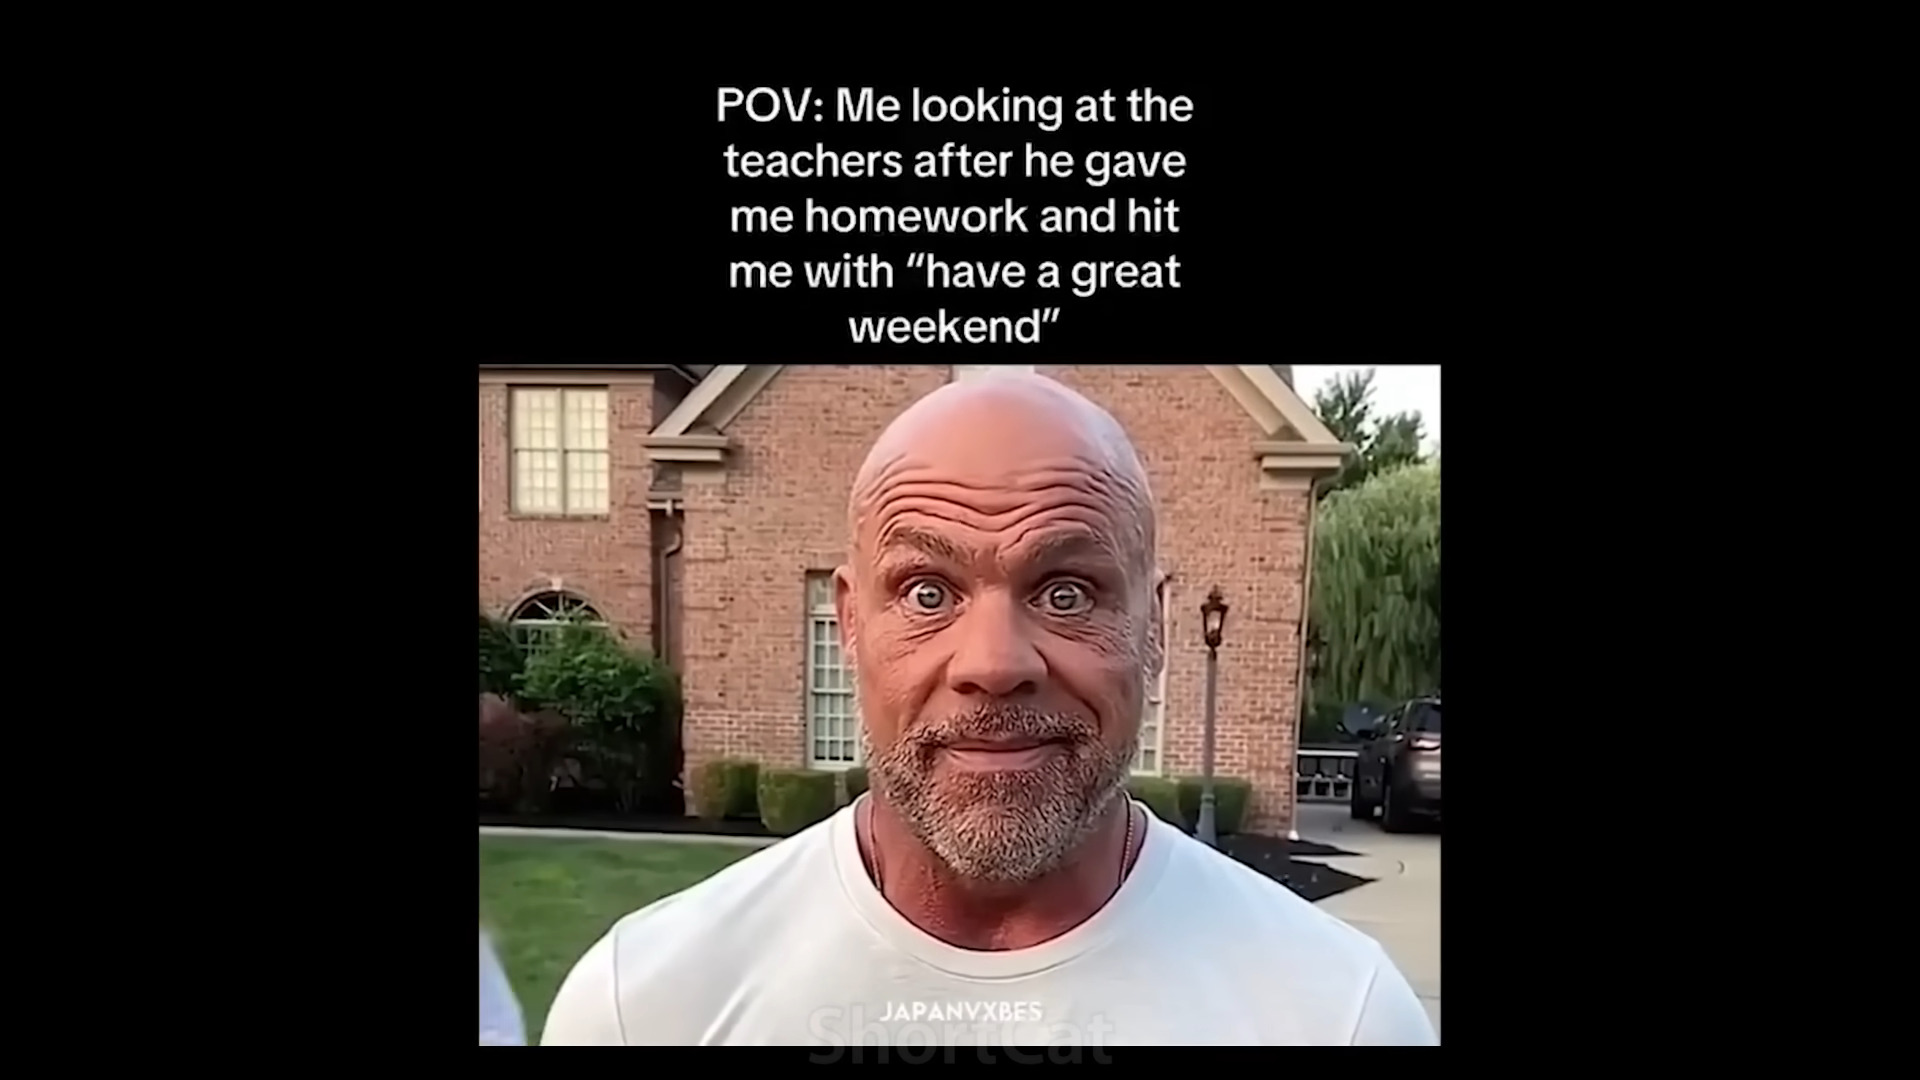 POV: Me looking at the
teachers after he gave
me homework and hit
me with “have a great
weekend”
JAPANVXBES
ShortCat